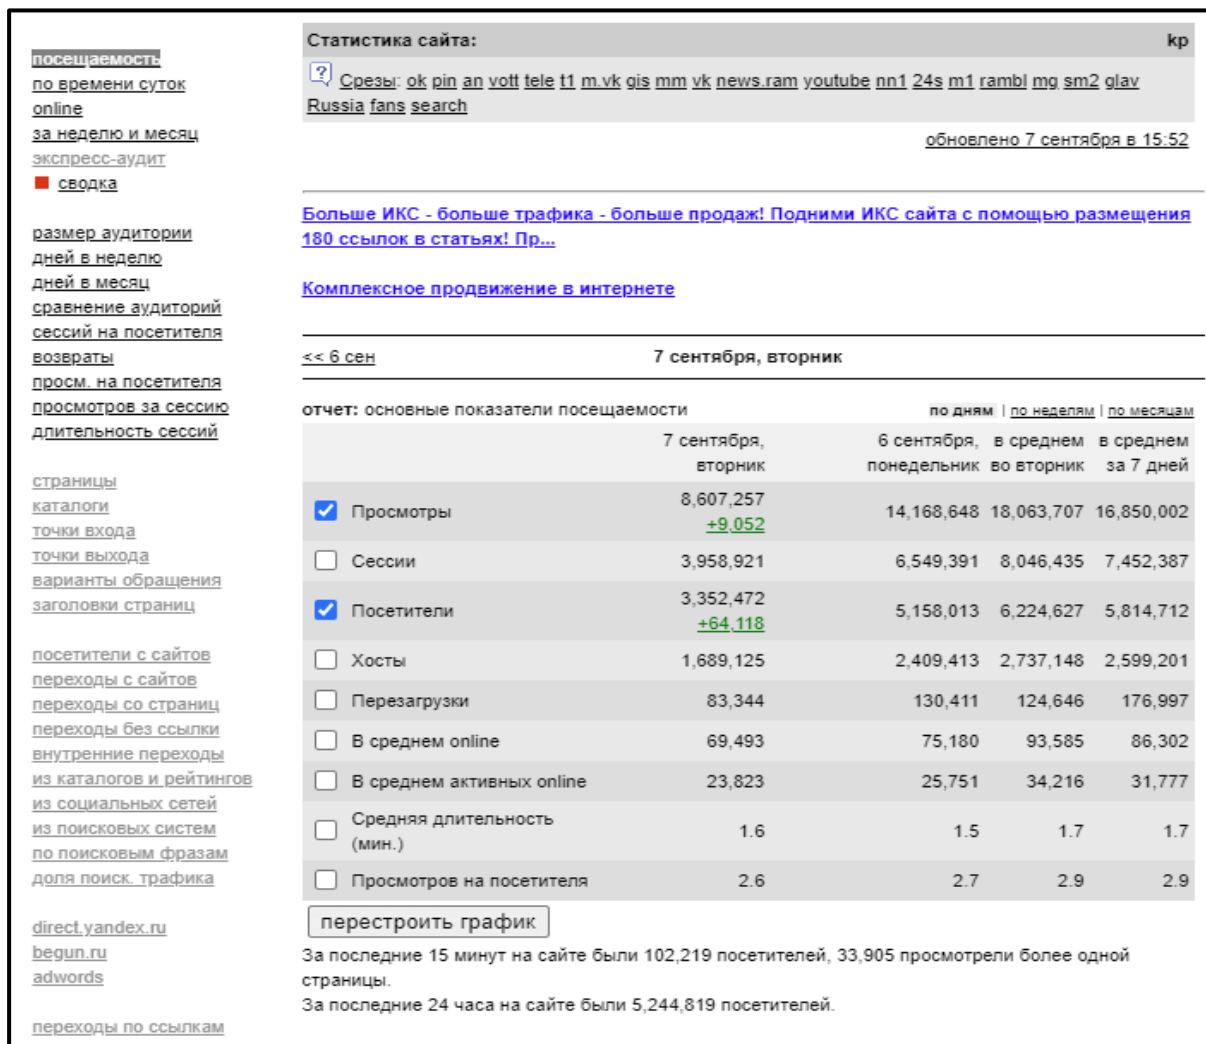 посещаемость
по времени суток
online
за неделю и месяц
экспресс-аудит
сводка
размер аудитории
дней в неделю
дней в месяц
сравнение аудиторий
сессий на посетителя
возвраты
просм. на посетителя
просмотров за сессию
длительность сессий
страницы
каталоги
точки входа
точки выхода
варианты обращения
заголовки страниц
посетители с сайтов
переходы с сайтов
переходы со страниц
переходы без ссылки
внутренние переходы
из каталогов и рейтингов
из социальных сетей
из поисковых систем
по поисковым фразам
доля поиск. трафика
direct.yandex.ru
begun.ru
adwords
переходы по ссылкам
Статистика сайта: kp
? Срезы: ok pin an vott tele t1 m.vk gis mm vk news.ram youtube nn1 24s m1 rambl mg sm2 glav
Russia fans search
обновлено 7 сентября в 15:52
Больше ИКС - больше трафика - больше продаж! Подними ИКС сайта с помощью размещения
180 ссылок в статьях! Пр...
Комплексное продвижение в интернете
<< 6 сен 7 сентября, вторник
отчет: основные показатели посещаемости по дням | по неделям | по месяцам
7 сентября, 6 сентября, в среднем в среднем
вторник понедельник во вторник за 7 дней
Просмотры 8,607,257 14,168,648 18,063,707 16,850,002
+9,052
Сессии 3,958,921 6,549,391 8,046,435 7,452,387
Посетители 3,352,472 5,158,013 6,224,627 5,814,712
+64,118
Хосты 1,689,125 2,409,413 2,737,148 2,599,201
Перезагрузки 83,344 130,411 124,646 176,997
В среднем online 69,493 75,180 93,585 86,302
В среднем активных online 23,823 25,751 34,216 31,777
Средняя длительность
(мин.) 1.6 1.5 1.7 1.7
Просмотров на посетителя 2.6 2.7 2.9 2.9
перестроить график
За последние 15 минут на сайте были 102,219 посетителей, 33,905 просмотрели более одной
страницы.
За последние 24 часа на сайте были 5,244,819 посетителей.